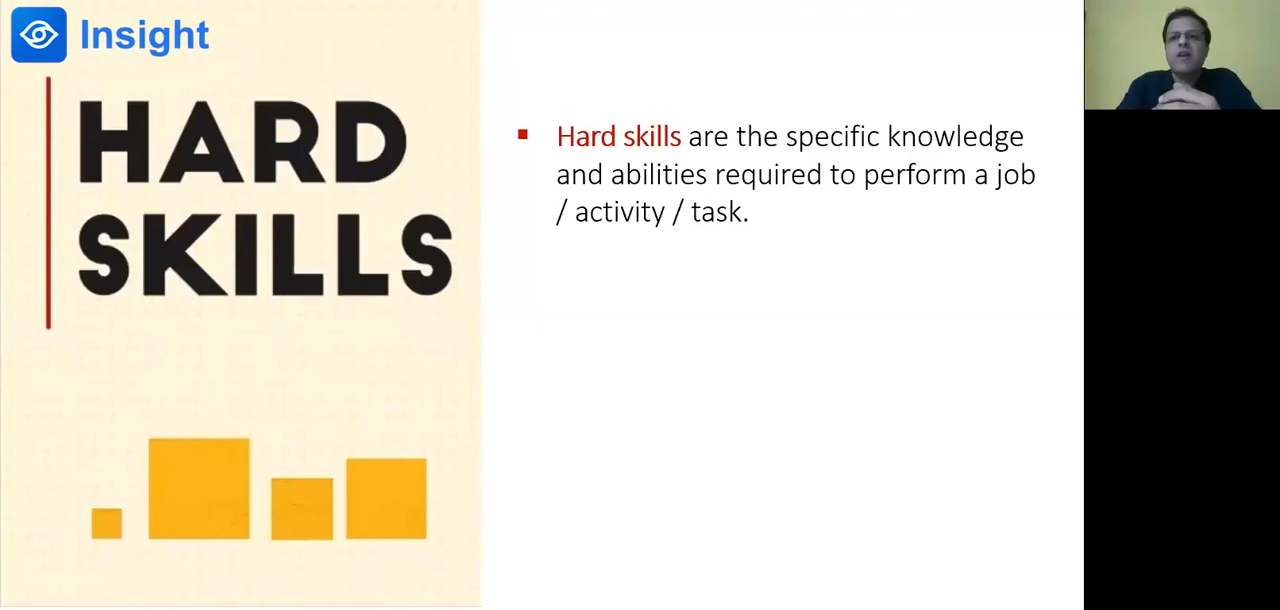 Insight
HARD
SKILLS
▪ Hard skills are the specific knowledge
and abilities required to perform a job
/ activity / task.